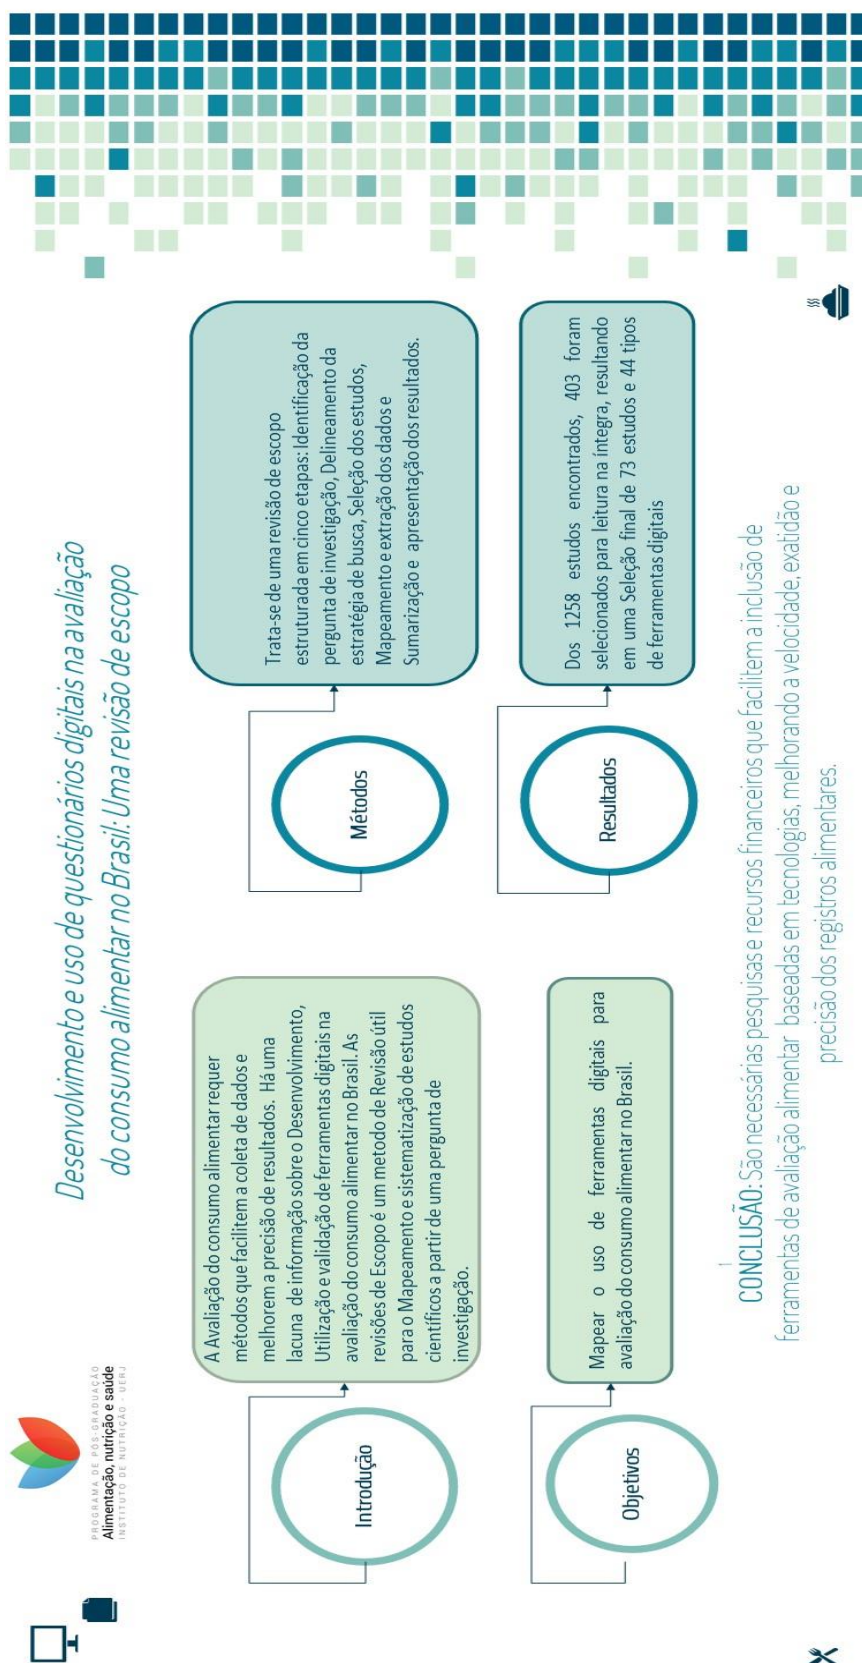 PROGRAMA DE PÓS-GRADUAÇÃO
Alimentação, nutrição e saúde
INSTITUTO DE NUTRIÇÃO - UERJ
Desenvolvimento e uso de questionários digitais na avaliação
do consumo alimentar no Brasil: Uma revisão de escopo
Introdução
A Avaliação do consumo alimentar requer
métodos que facilitem a coleta de dados e
melhorem a precisão de resultados. Há uma
lacuna de informação sobre o Desenvolvimento,
Utilização e validação de ferramentas digitais na
avaliação do consumo alimentar no Brasil. As
revisões de Escopo é um metodo de Revisão útil
para o Mapeamento e sistematização de estudos
científicos a partir de uma pergunta de
investigação.
Métodos
Trata-se de uma revisão de escopo
estruturada em cinco etapas: Identificação da
pergunta de investigação, Delineamento da
estratégia de busca, Seleção dos estudos,
Mapeamento e extração dos dados e
Sumarização e apresentação dos resultados.
Objetivos
Mapear o uso de ferramentas digitais para
avaliação do consumo alimentar no Brasil.
Resultados
Dos 1258 estudos encontrados, 403 foram
selecionados para leitura na íntegra, resultando
em uma Seleção final de 73 estudos e 44 tipos
de ferramentas digitais
CONCLUSÃO: São necessárias pesquisas e recursos financeiros que facilitem a inclusão de
ferramentas de avaliação alimentar baseadas em tecnologias, melhorando a velocidade, exatidão e
precisão dos registros alimentares.